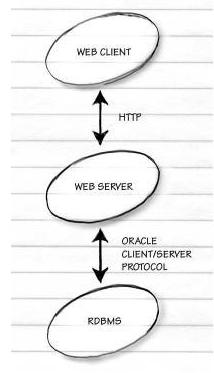 WEB CLIENT
HTTP
WEB SERVER
ORACLE
CLIENT/SERVER
PROTOCOL
RDBMS